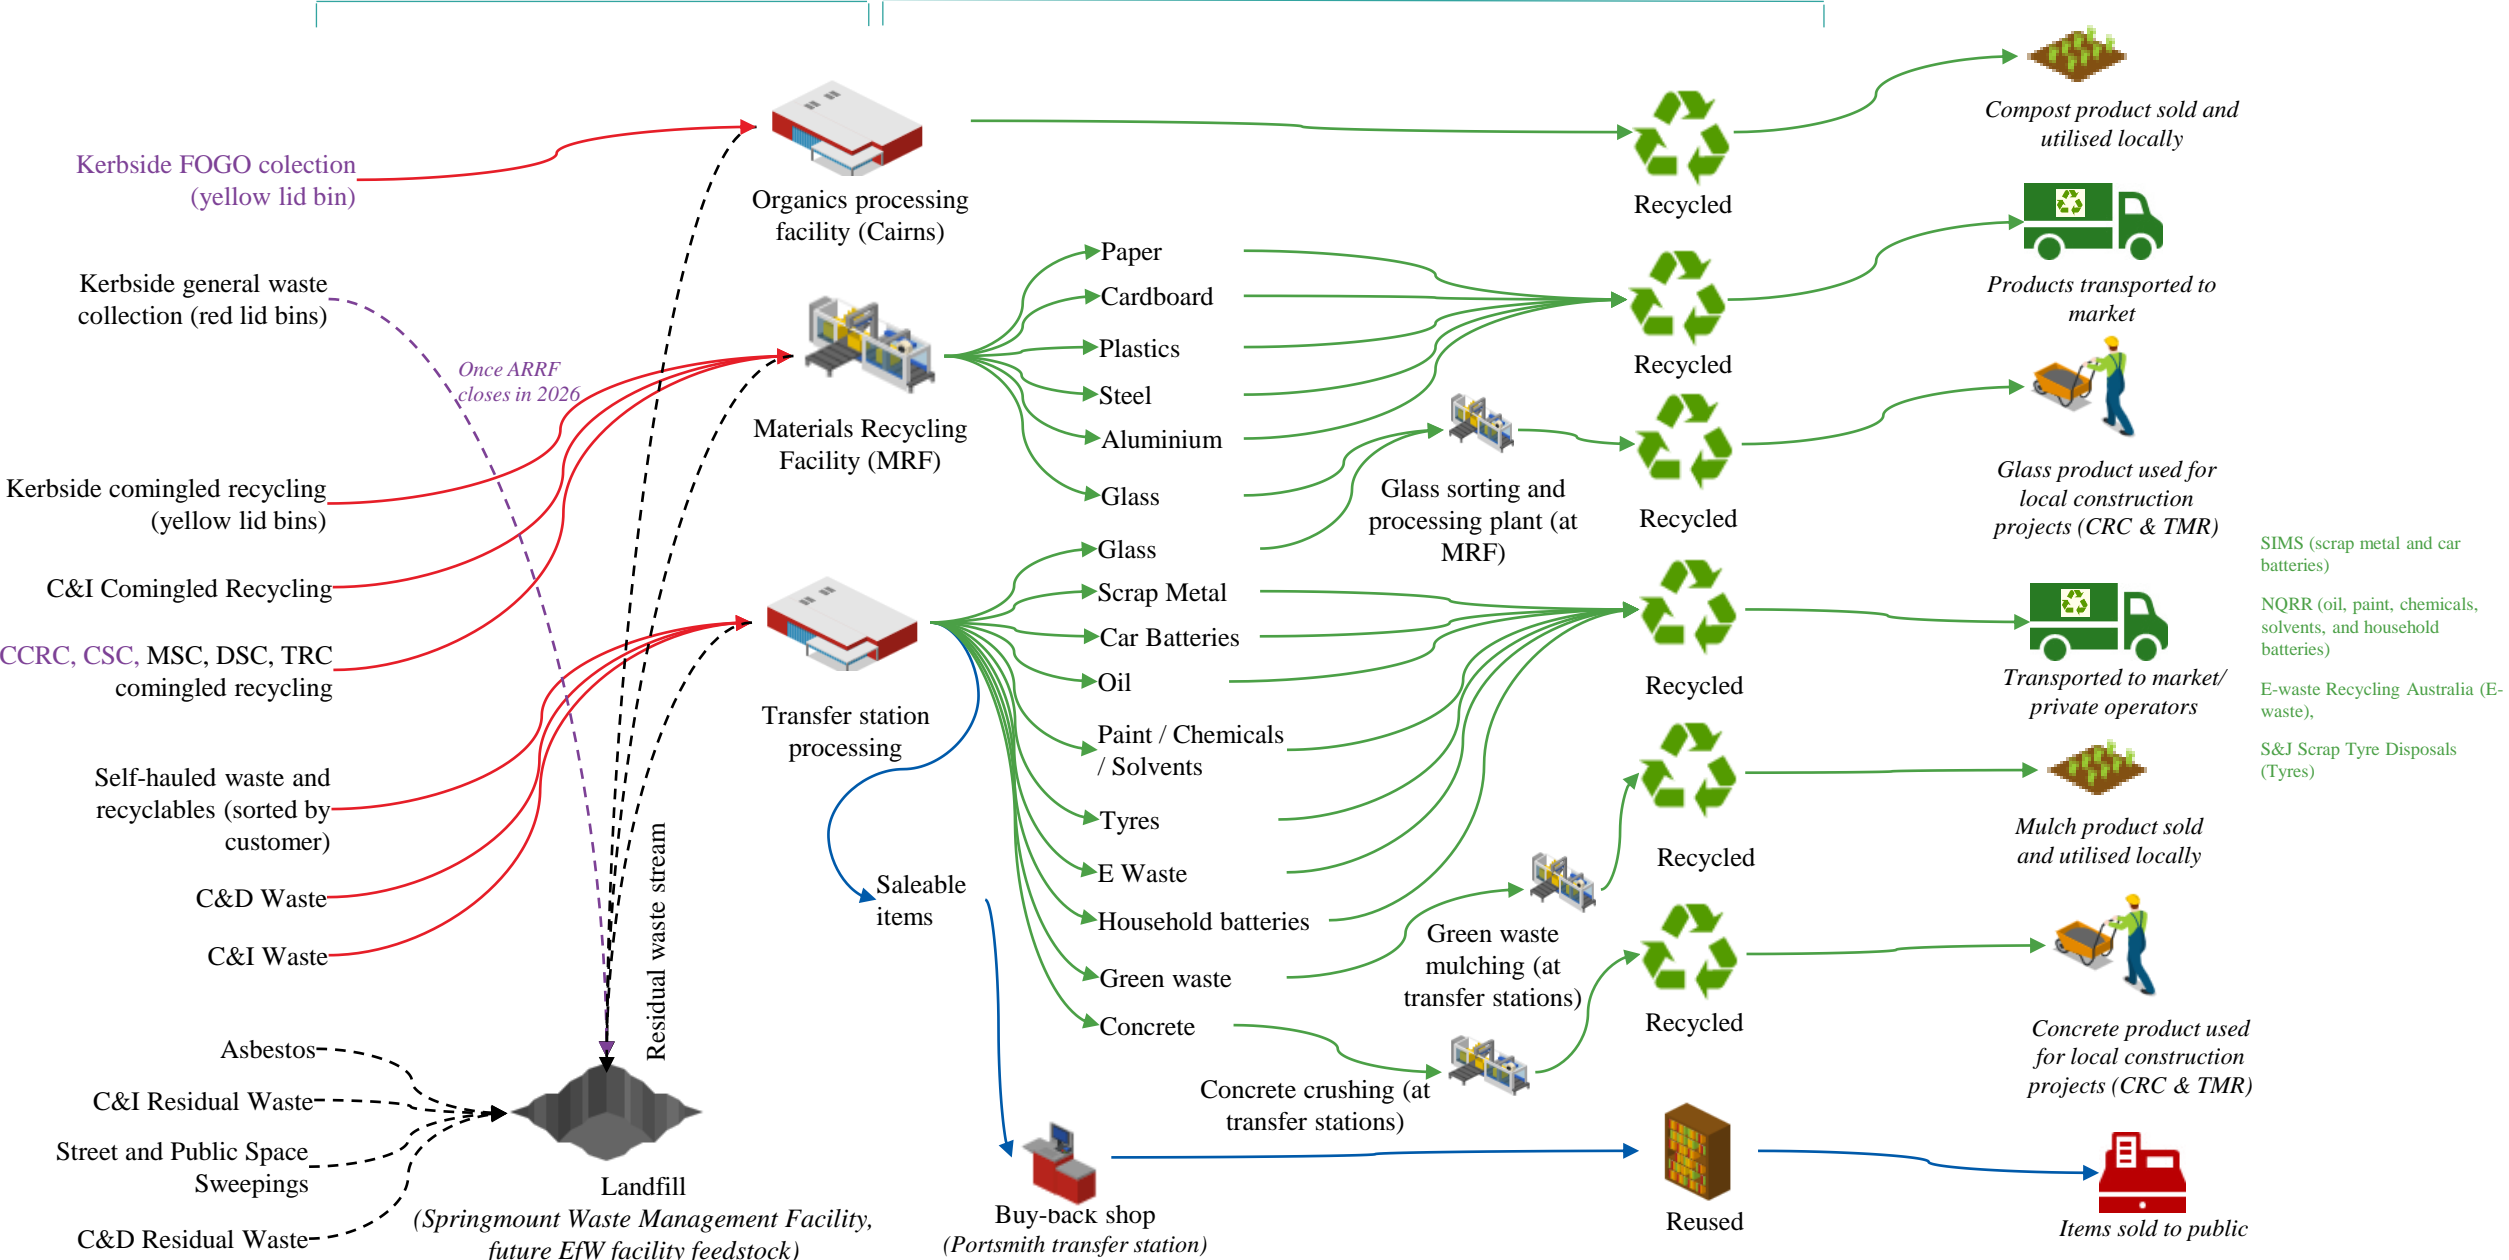 Kerbside FOGO colection
(yellow lid bin)
Kerbside general waste
collection (red lid bins)
Once ARRF
closes in 2026
Kerbside comingled recycling
(yellow lid bins)
C&I Comingled Recycling
CCRC, CSC, MSC, DSC, TRC
comingled recycling
Self-hauled waste and
recyclables (sorted by
customer)
C&D Waste
C&I Waste
Asbestos
C&I Residual Waste
Street and Public Space
Sweepings
C&D Residual Waste
Residual waste stream
Landfill
(Springmount Waste Management Facility,
future EfW facility feedstock)
Organics processing
facility (Cairns)
Materials Recycling
Facility (MRF)
Transfer station
processing
Saleable
items
Buy-back shop
(Portsmith transfer station)
Paper
Cardboard
Plastics
Steel
Aluminium
Glass
Glass
Scrap Metal
Car Batteries
Oil
Paint / Chemicals
/ Solvents
Tyres
E Waste
Household batteries
Green waste
Concrete
Glass sorting and
processing plant (at
MRF)
Green waste
mulching (at
transfer stations)
Concrete crushing (at
transfer stations)
Recycled
Recycled
Recycled
Recycled
Recycled
Recycled
Reused
Compost product sold and
utilised locally
Products transported to
market
Glass product used for
local construction
projects (CRC & TMR)
Transported to market/
private operators
Mulch product sold
and utilised locally
Concrete product used
for local construction
projects (CRC & TMR)
Items sold to public
SIMS (scrap metal and car
batteries)
NQRR (oil, paint, chemicals,
solvents, and household
batteries)
E-waste Recycling Australia (E-
waste),
S&J Scrap Tyre Disposals
(Tyres)